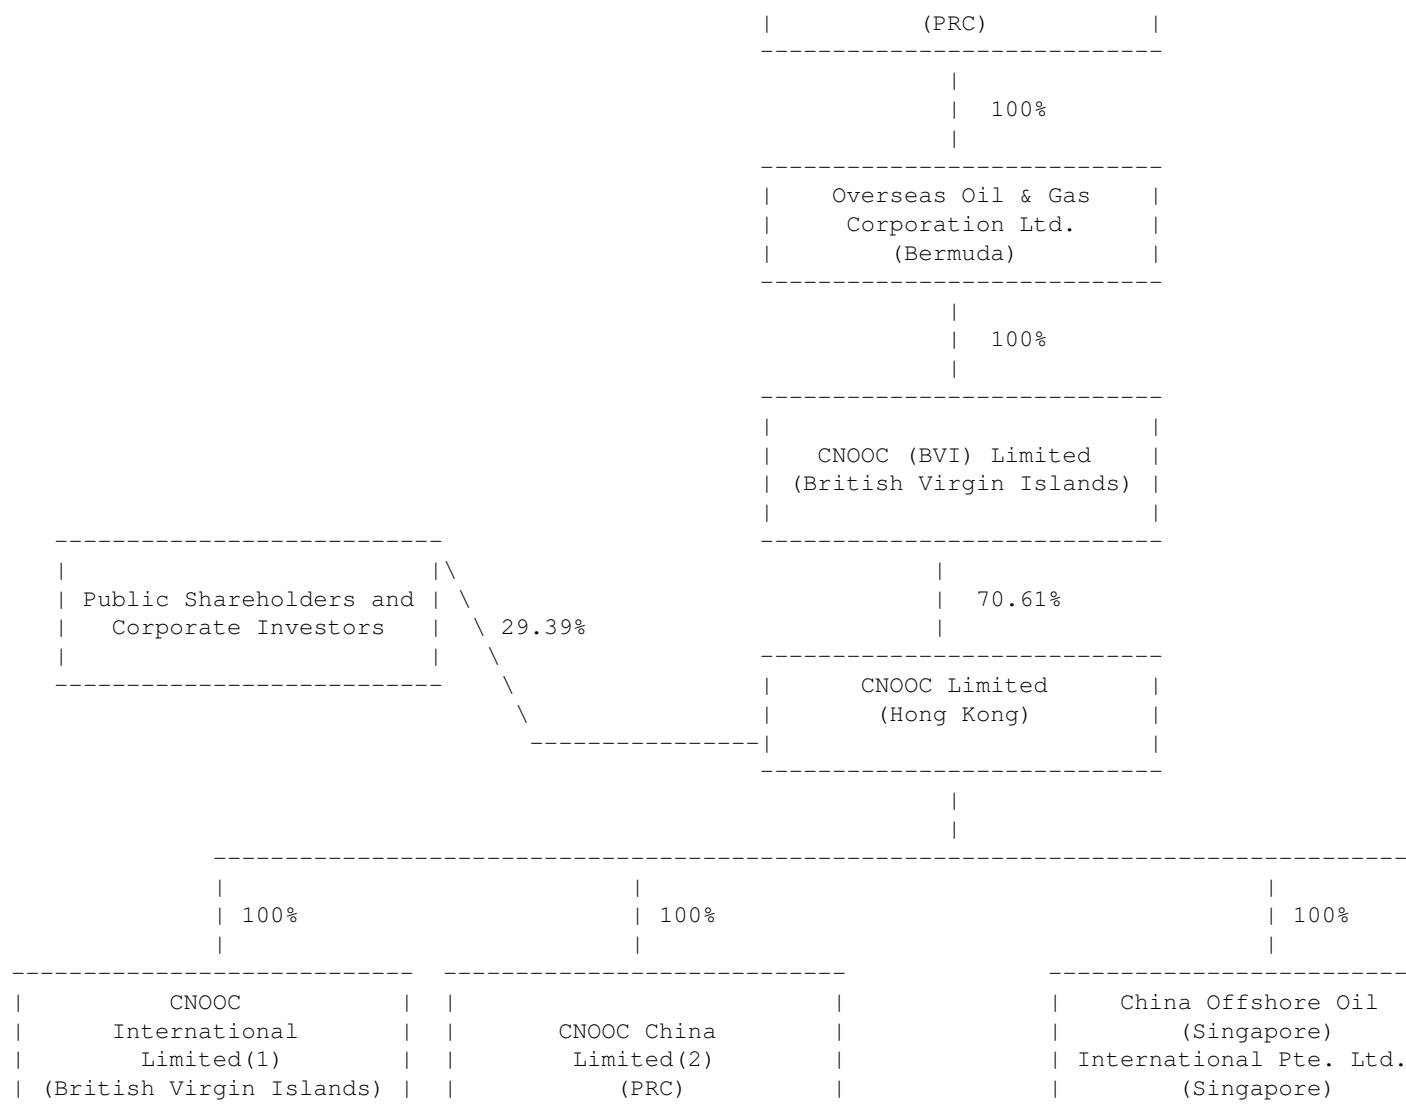 (PRC)
100%
Overseas Oil & Gas
Corporation Ltd.
(Bermuda)
100%
CNOOC (BVI) Limited
(British Virgin Islands)
70.61%
Public Shareholders and
Corporate Investors
29.39%
CNOOC Limited
(Hong Kong)
100%
100%
100%
CNOOC
International
Limited(1)
(British Virgin Islands)
CNOOC China
Limited(2)
(PRC)
China Offshore Oil
(Singapore)
International Pte. Ltd.
(Singapore)